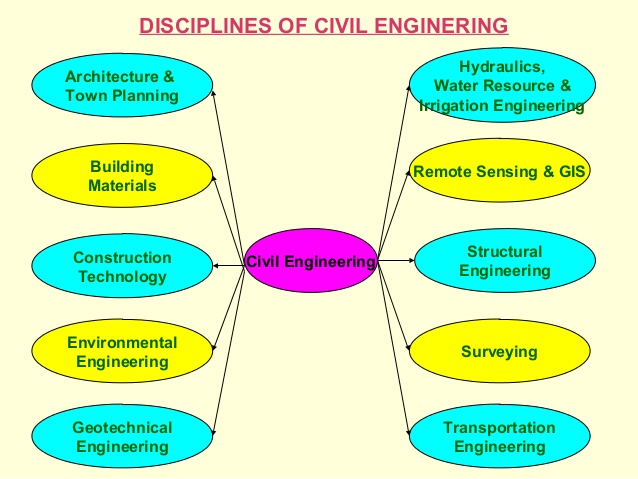 DISCIPLINES OF CIVIL ENGINERING
Architecture &
Town Planning
Building
Materials
Construction
Technology
Environmental
Engineering
Geotechnical
Engineering
Civil Engineering
Hydraulics,
Water Resource &
Irrigation Engineering
Remote Sensing & GIS
Structural
Engineering
Surveying
Transportation
Engineering